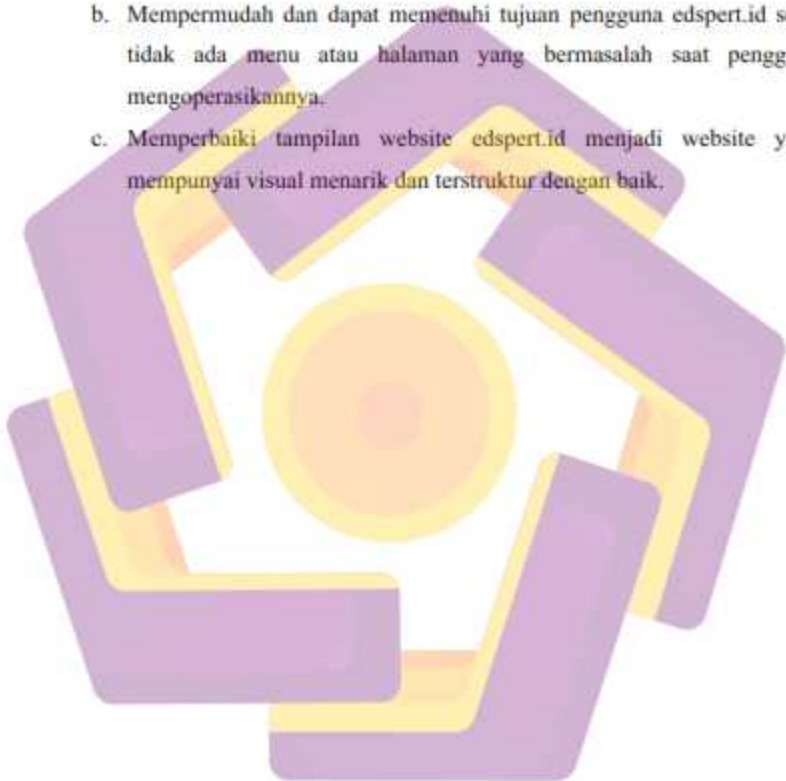 b. Mempermudah dan dapat memenuhi tujuan pengguna edspert.id
tidak ada menu atau halaman yang bermasalah saat
mengoperasikannya.
c. Memperbaiki tampilan website edspert.id menjadi website
mempunyai visual menarik dan terstruktur dengan baik.